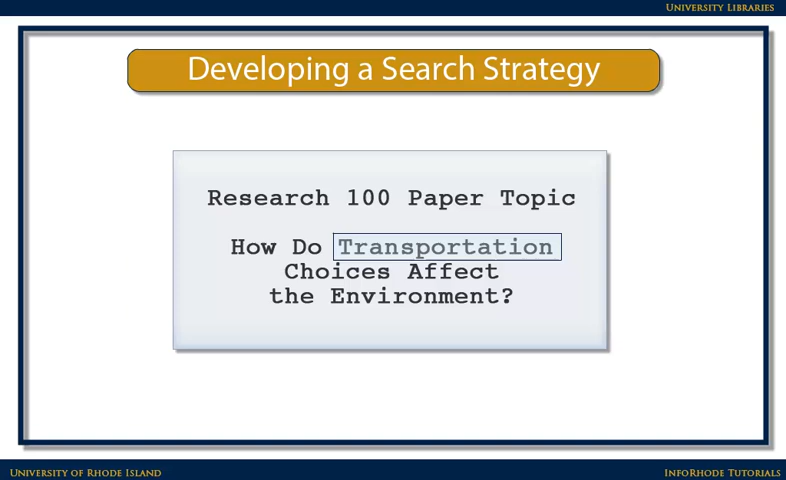 University Libraries
Developing a Search Strategy
Research 100 Paper Topic
How Do Transportation
Choices Affect
the Environment?
University of Rhode Island
InfoRhode Tutorials